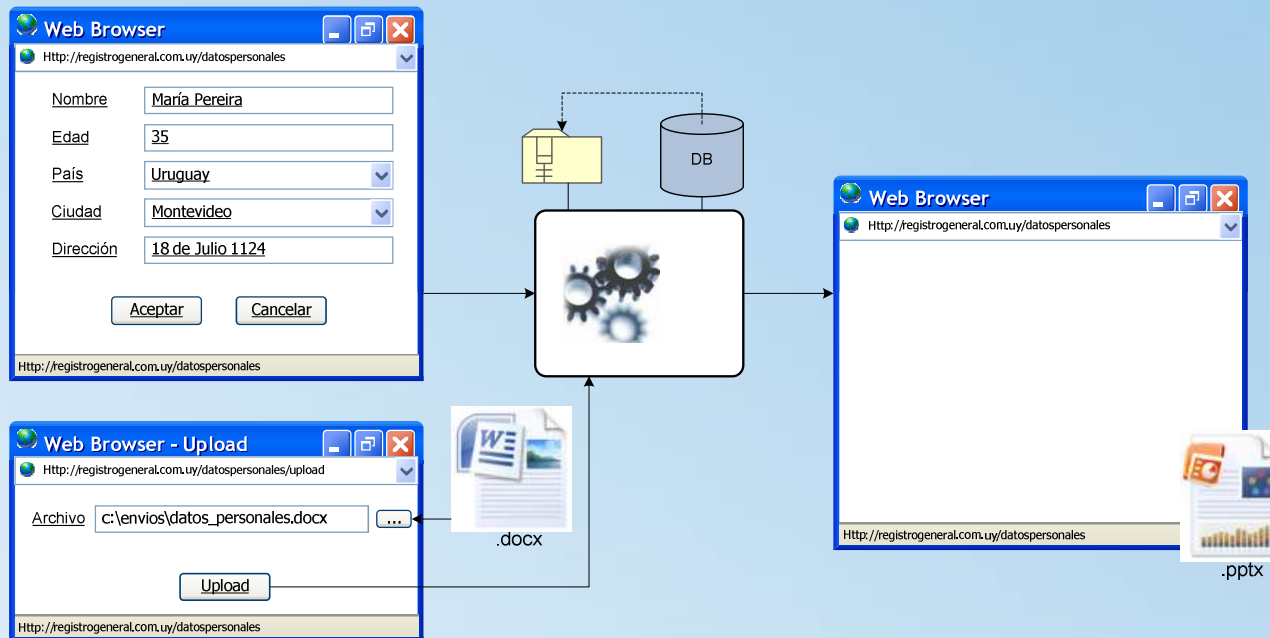 Web Browser
Http://registrogeneral.com.uy/datospersonales
Nombre María Pereira
Edad 35
País Uruguay
Ciudad Montevideo
Dirección 18 de Julio 1124
Aceptar Cancelar
Http://registrogeneral.com.uy/datospersonales
DB
Web Browser
Http://registrogeneral.com.uy/datospersonales
Http://registrogeneral.com.uy/datospersonales
.pptx
Web Browser - Upload
Http://registrogeneral.com.uy/datospersonales/upload
Archivo c:\envios\datos_personales.docx ...
Upload
Http://registrogeneral.com.uy/datospersonales
W
.docx